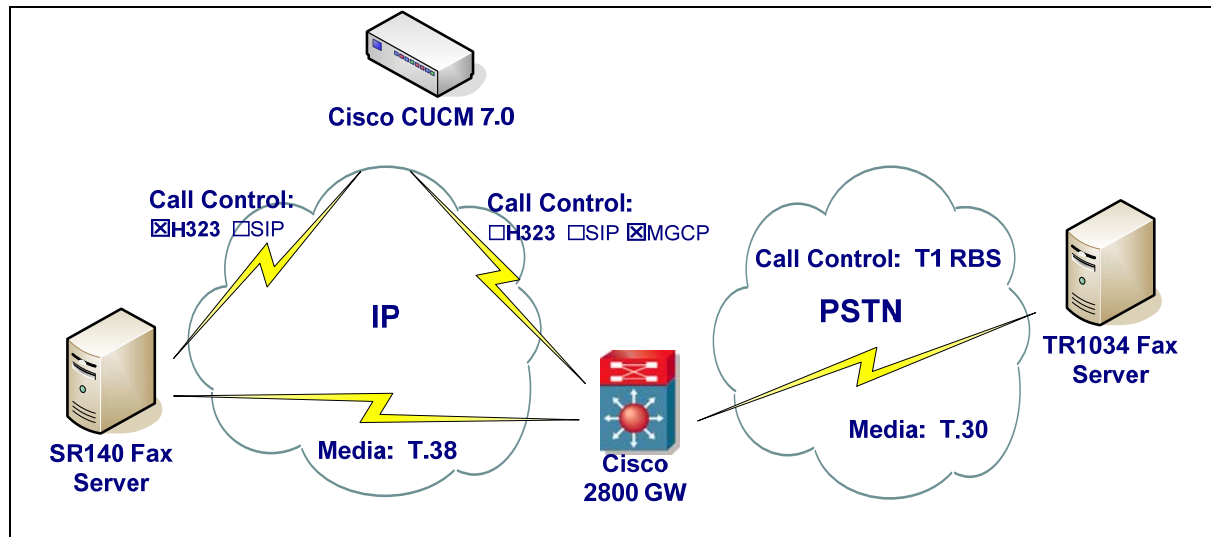 Cisco CUCM 7.0
Call Control:
☒H323 ☐SIP
Call Control:
☐H323 ☐SIP ☒MGCP
Call Control: T1 RBS
IP
PSTN
TR1034 Fax
Server
Media: T.38
Media: T.30
SR140 Fax
Server
Cisco
2800 GW